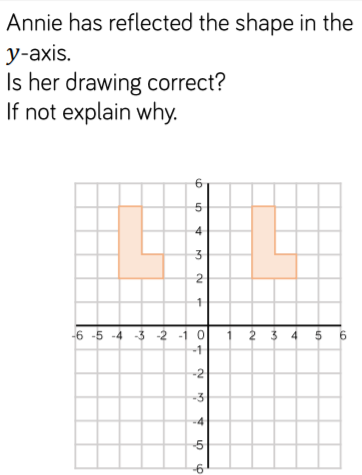 Annie has reflected the shape in the
y-axis.
Is her drawing correct?
If not explain why.
6
5
4
3
2
1
-6 -5 -4 -3 -2 -1 0 1 2 3 4 5 6
-1
-2
-3
-4
-5
-6